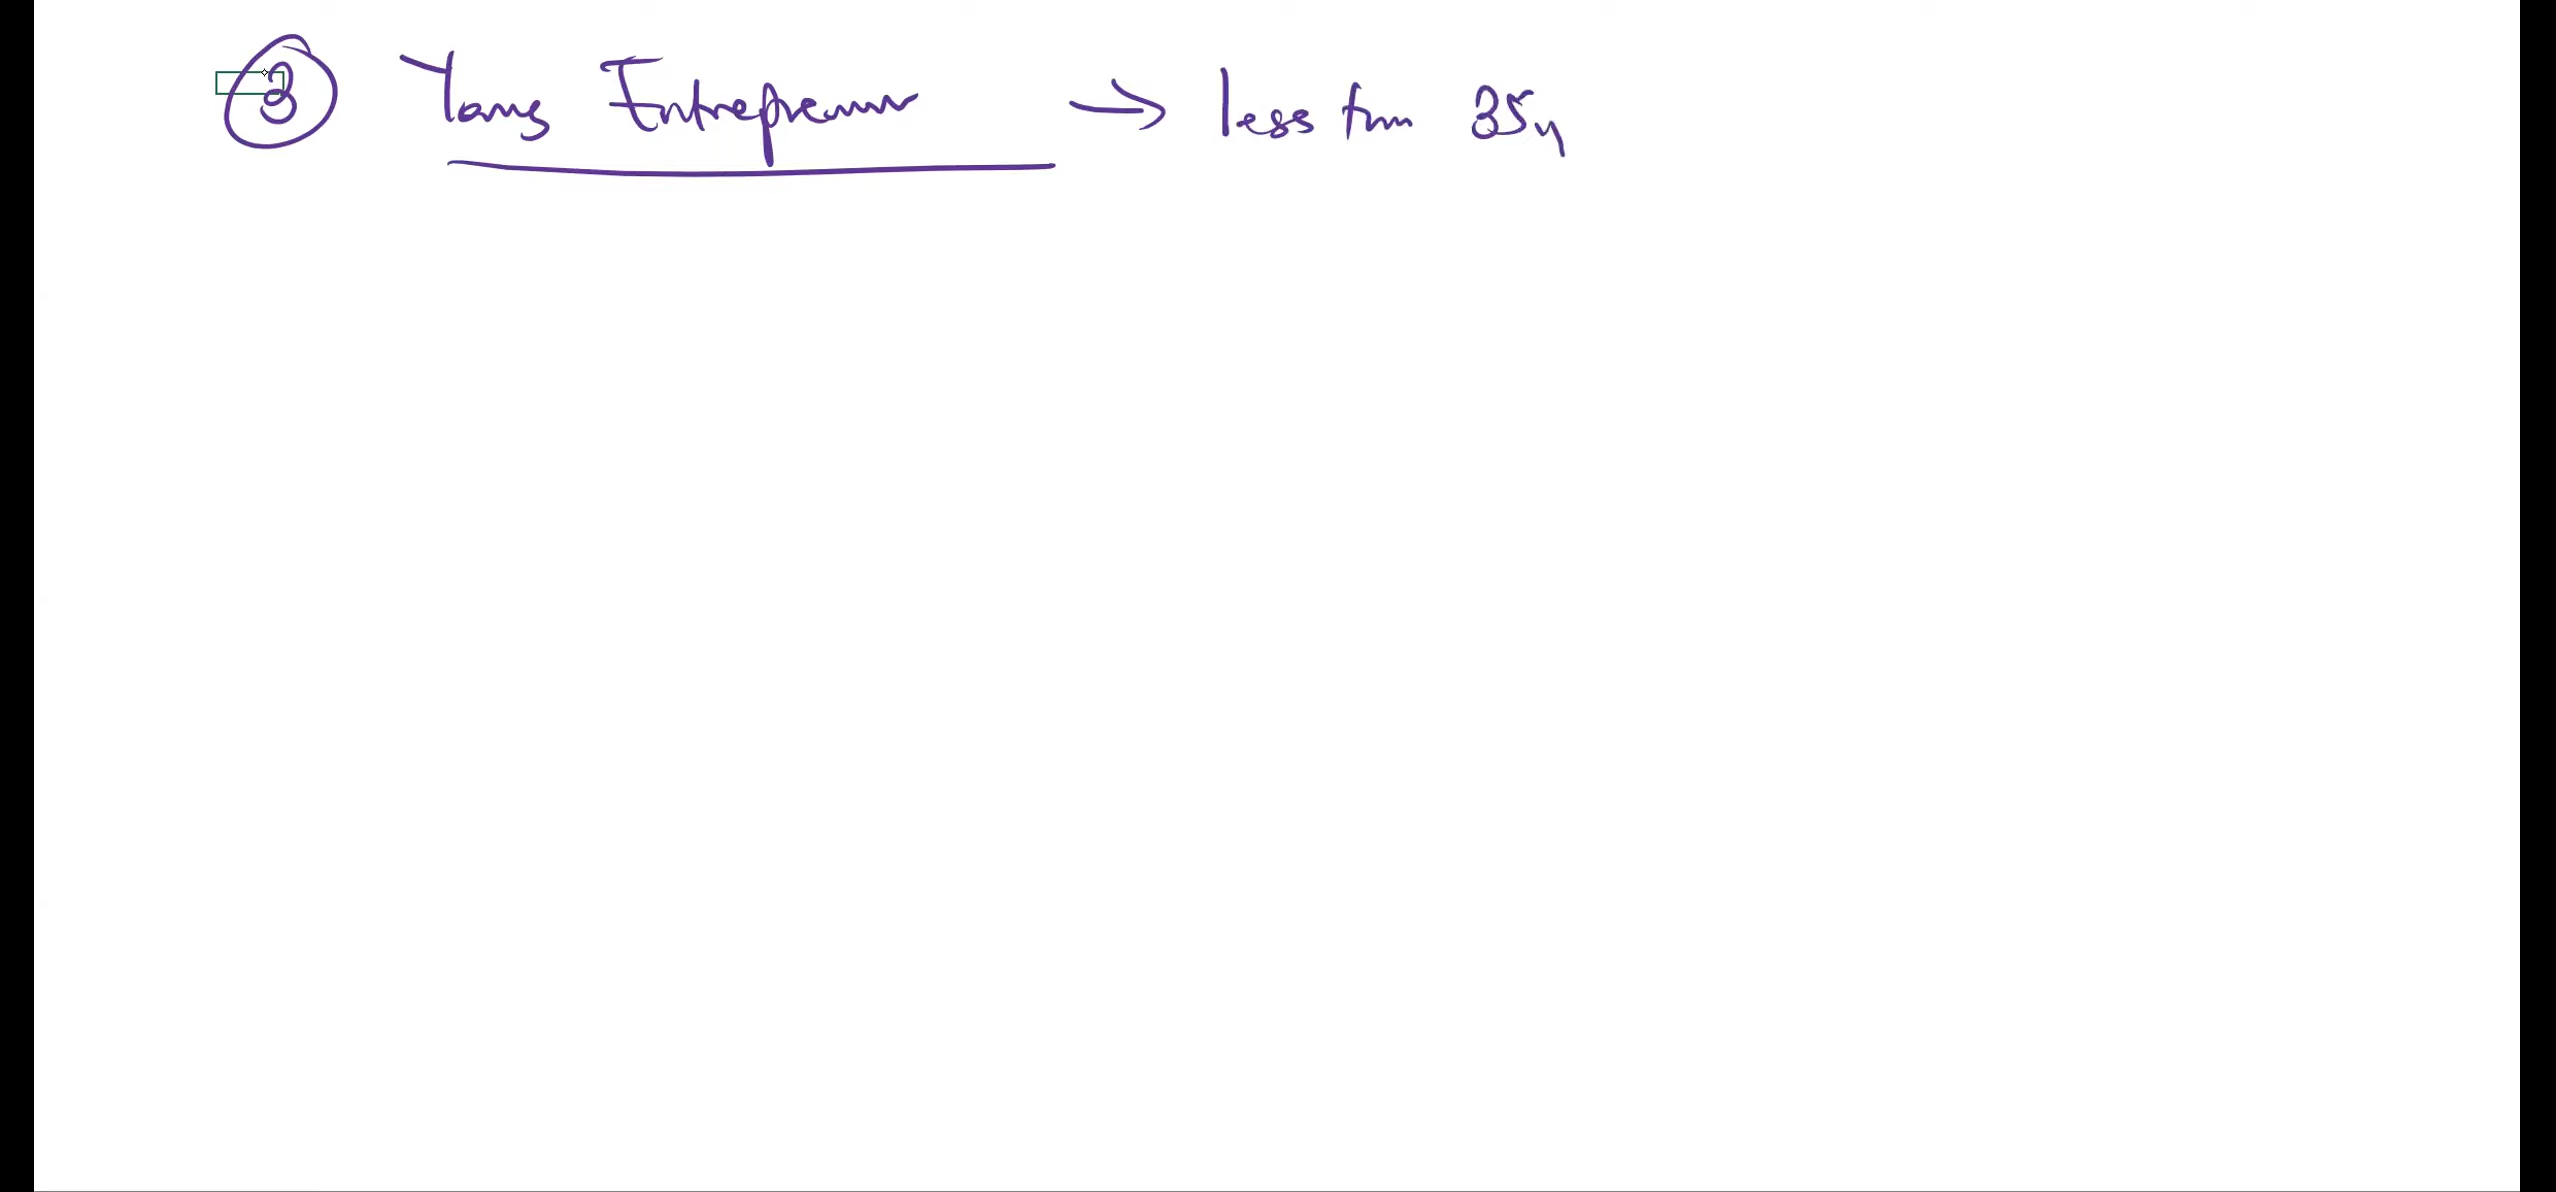 ③ Young Entrepreneur → less than 35y